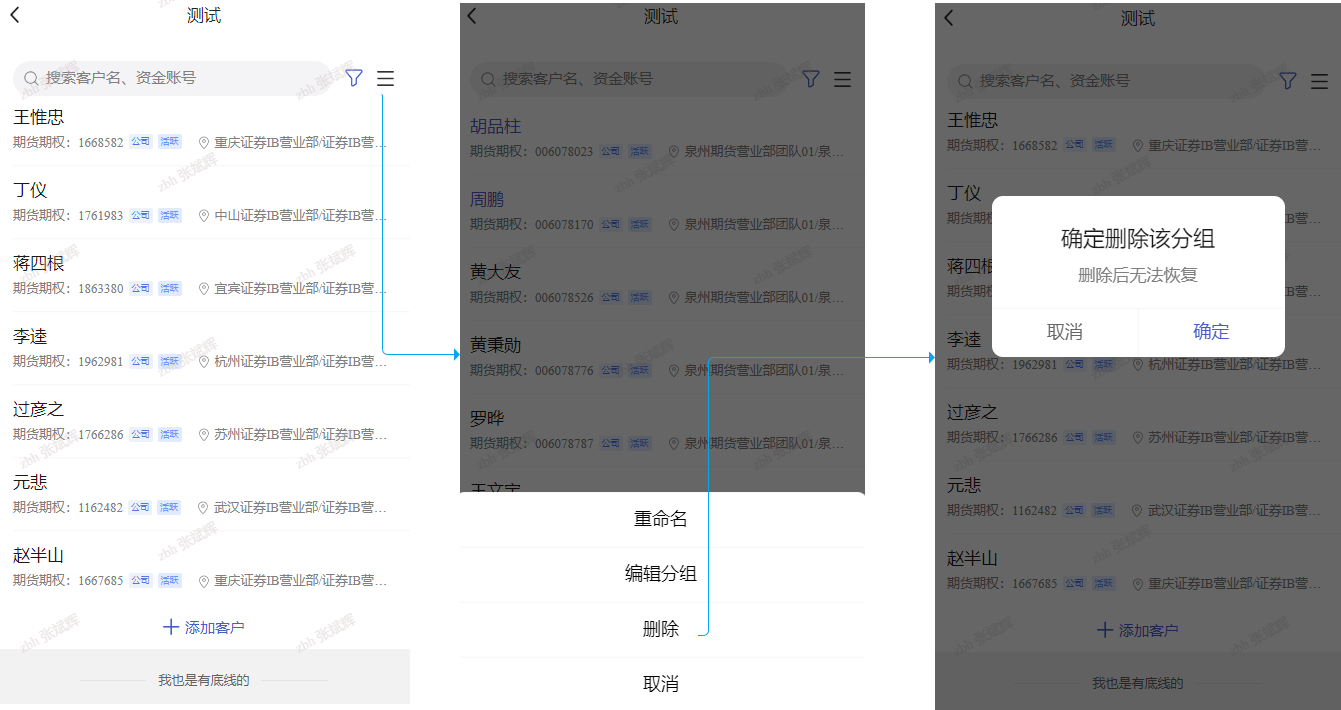 测试
搜索客户名、资金账号
王惟忠
期货期权：1668582 公司 活跃 重庆证券IB营业部/证券IB营...
丁仪
期货期权：1761983 公司 活跃 中山证券IB营业部/证券IB营...
蒋四根
期货期权：1863380 公司 活跃 宜宾证券IB营业部/证券IB营...
李逵
期货期权：1962981 公司 活跃 杭州证券IB营业部/证券IB营...
过彦之
期货期权：1766286 公司 活跃 苏州证券IB营业部/证券IB营...
元悲
期货期权：1162482 公司 活跃 武汉证券IB营业部/证券IB营...
赵半山
期货期权：1667685 公司 活跃 重庆证券IB营业部/证券IB营...
添加客户
我也是有底线的
zbh 张斌辉
测试
搜索客户名、资金账号
胡品柱
期货期权：006078023 公司 活跃 泉州期货营业部团队01/泉...
周鹏
期货期权：006078170 公司 活跃 泉州期货营业部团队01/泉...
黄大友
期货期权：006078526 公司 活跃 泉州期货营业部团队01/泉...
黄秉勋
期货期权：006078776 公司 活跃 泉州期货营业部团队01/泉...
罗晔
期货期权：006078787 公司 活跃 泉州期货营业部团队01/泉...
重命名
编辑分组
删除
取消
测试
搜索客户名、资金账号
王惟忠
期货期权：1668582 公司 活跃 重庆证券IB营业部/证券IB营...
丁仪
期货
IB营...
确定删除该分组
删除后无法恢复
取消 确定
蒋四根
期货
IB营...
李逵
期货期权：1962981 公司 活跃 杭州证券IB营业部/证券IB营...
过彦之
期货期权：1766286 公司 活跃 苏州证券IB营业部/证券IB营...
元悲
期货期权：1162482 公司 活跃 武汉证券IB营业部/证券IB营...
赵半山
期货期权：1667685 公司 活跃 重庆证券IB营业部/证券IB营...
添加客户
我也是有底线的